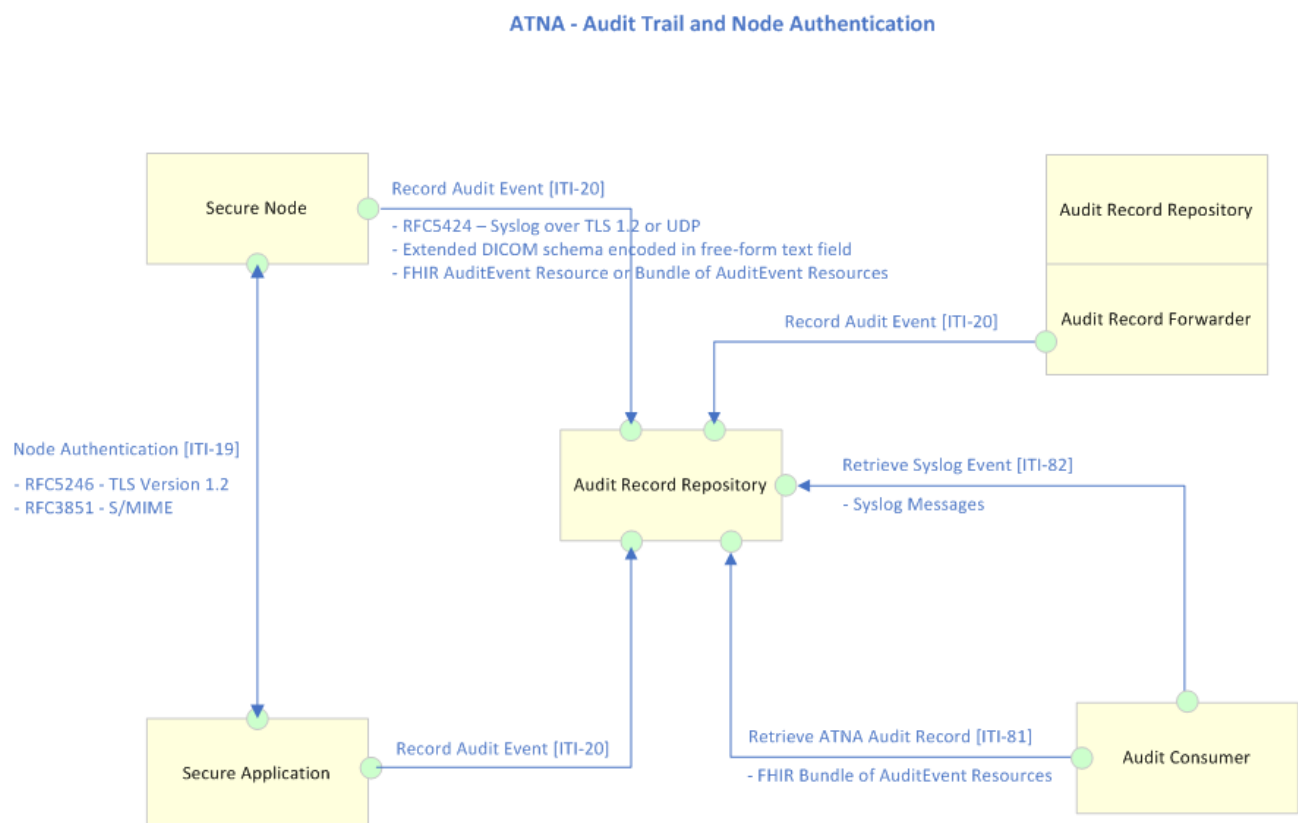 ATNA - Audit Trail and Node Authentication
Secure Node
Record Audit Event [ITI-20]
- RFC5424 – Syslog over TLS 1.2 or UDP
- Extended DICOM schema encoded in free-form text field
- FHIR AuditEvent Resource or Bundle of AuditEvent Resources
Audit Record Repository
Audit Record Forwarder
Record Audit Event [ITI-20]
Node Authentication [ITI-19]
- RFC5246 - TLS Version 1.2
- RFC3851 - S/MIME
Audit Record Repository
Retrieve Syslog Event [ITI-82]
- Syslog Messages
Secure Application
Record Audit Event [ITI-20]
Retrieve ATNA Audit Record [ITI-81]
- FHIR Bundle of AuditEvent Resources
Audit Consumer